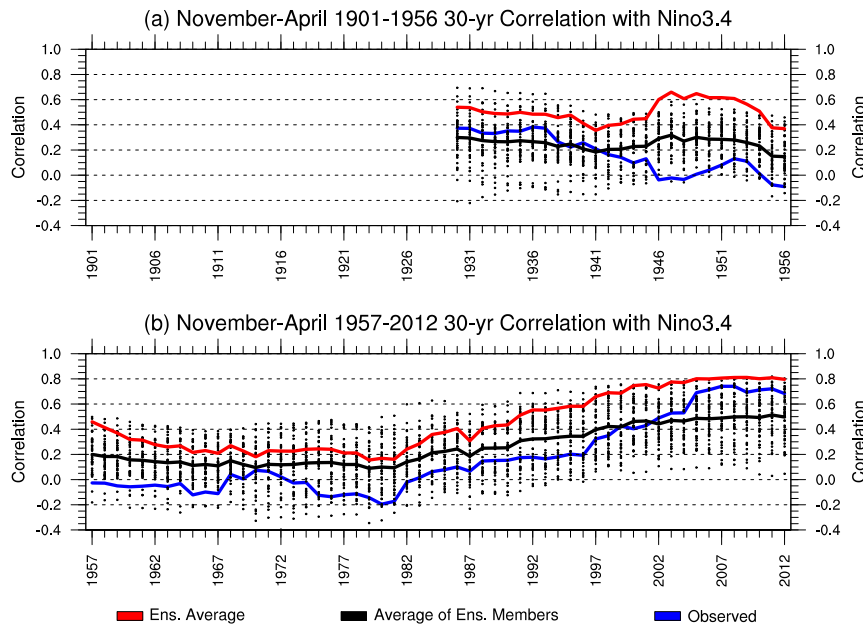 (a) November-April 1901-1956 30-yr Correlation with Nino3.4
1.0 1.0
0.8 0.8
0.6 0.6
0.4 0.4
0.2 0.2
0.0 0.0
-0.2 -0.2
-0.4 -0.4
Correlation Correlation
1901 1906 1911 1916 1921 1926 1931 1936 1941 1946 1951 1956
(b) November-April 1957-2012 30-yr Correlation with Nino3.4
1.0 1.0
0.8 0.8
0.6 0.6
0.4 0.4
0.2 0.2
0.0 0.0
-0.2 -0.2
-0.4 -0.4
Correlation Correlation
1957 1962 1967 1972 1977 1982 1987 1992 1997 2002 2007 2012
Ens. Average Average of Ens. Members Observed